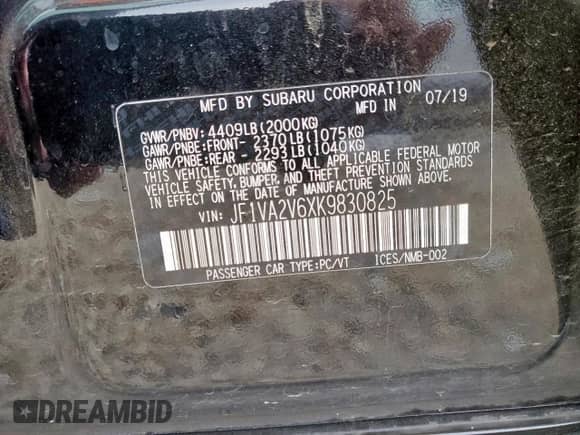 MFD BY SUBARU CORPORATION
MFD IN 07/19
GVWR/PNBV: 4409LB(2000KG)
GAWR/PNBE:FRONT- 2370LB(1075KG)
GAWR/PNBE:REAR - 2293LB(1040KG)
THIS VEHICLE CONFORMS TO ALL APPLICABLE FEDERAL MOTOR
VEHICLE SAFETY, BUMPER, AND THEFT PREVENTION STANDARDS
IN EFFECT ON THE DATE OF MANUFACTURE SHOWN ABOVE.
VIN: JF1VA2V6XK9830825
PASSENGER CAR TYPE:PC/VT ICES/NMB-002
DREAMBID